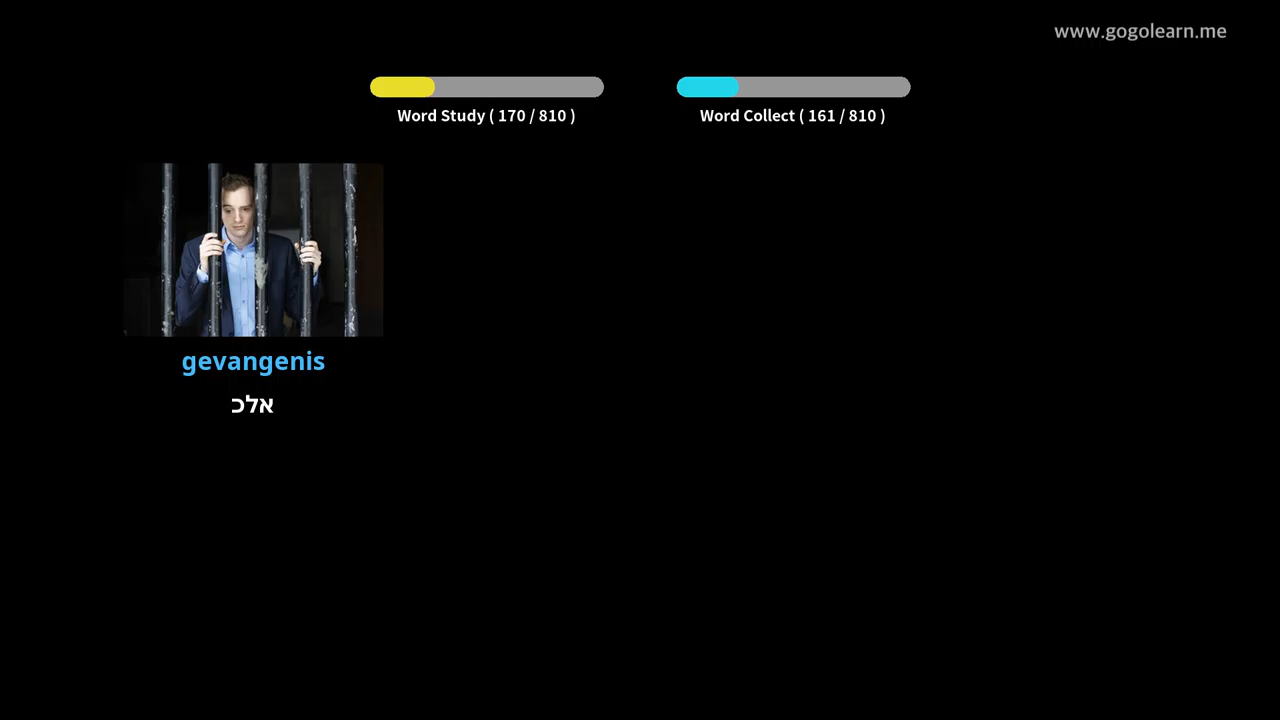 www.gogolearn.me
Word Study ( 170 / 810 )
Word Collect ( 161 / 810 )
gevangenis
אלכ